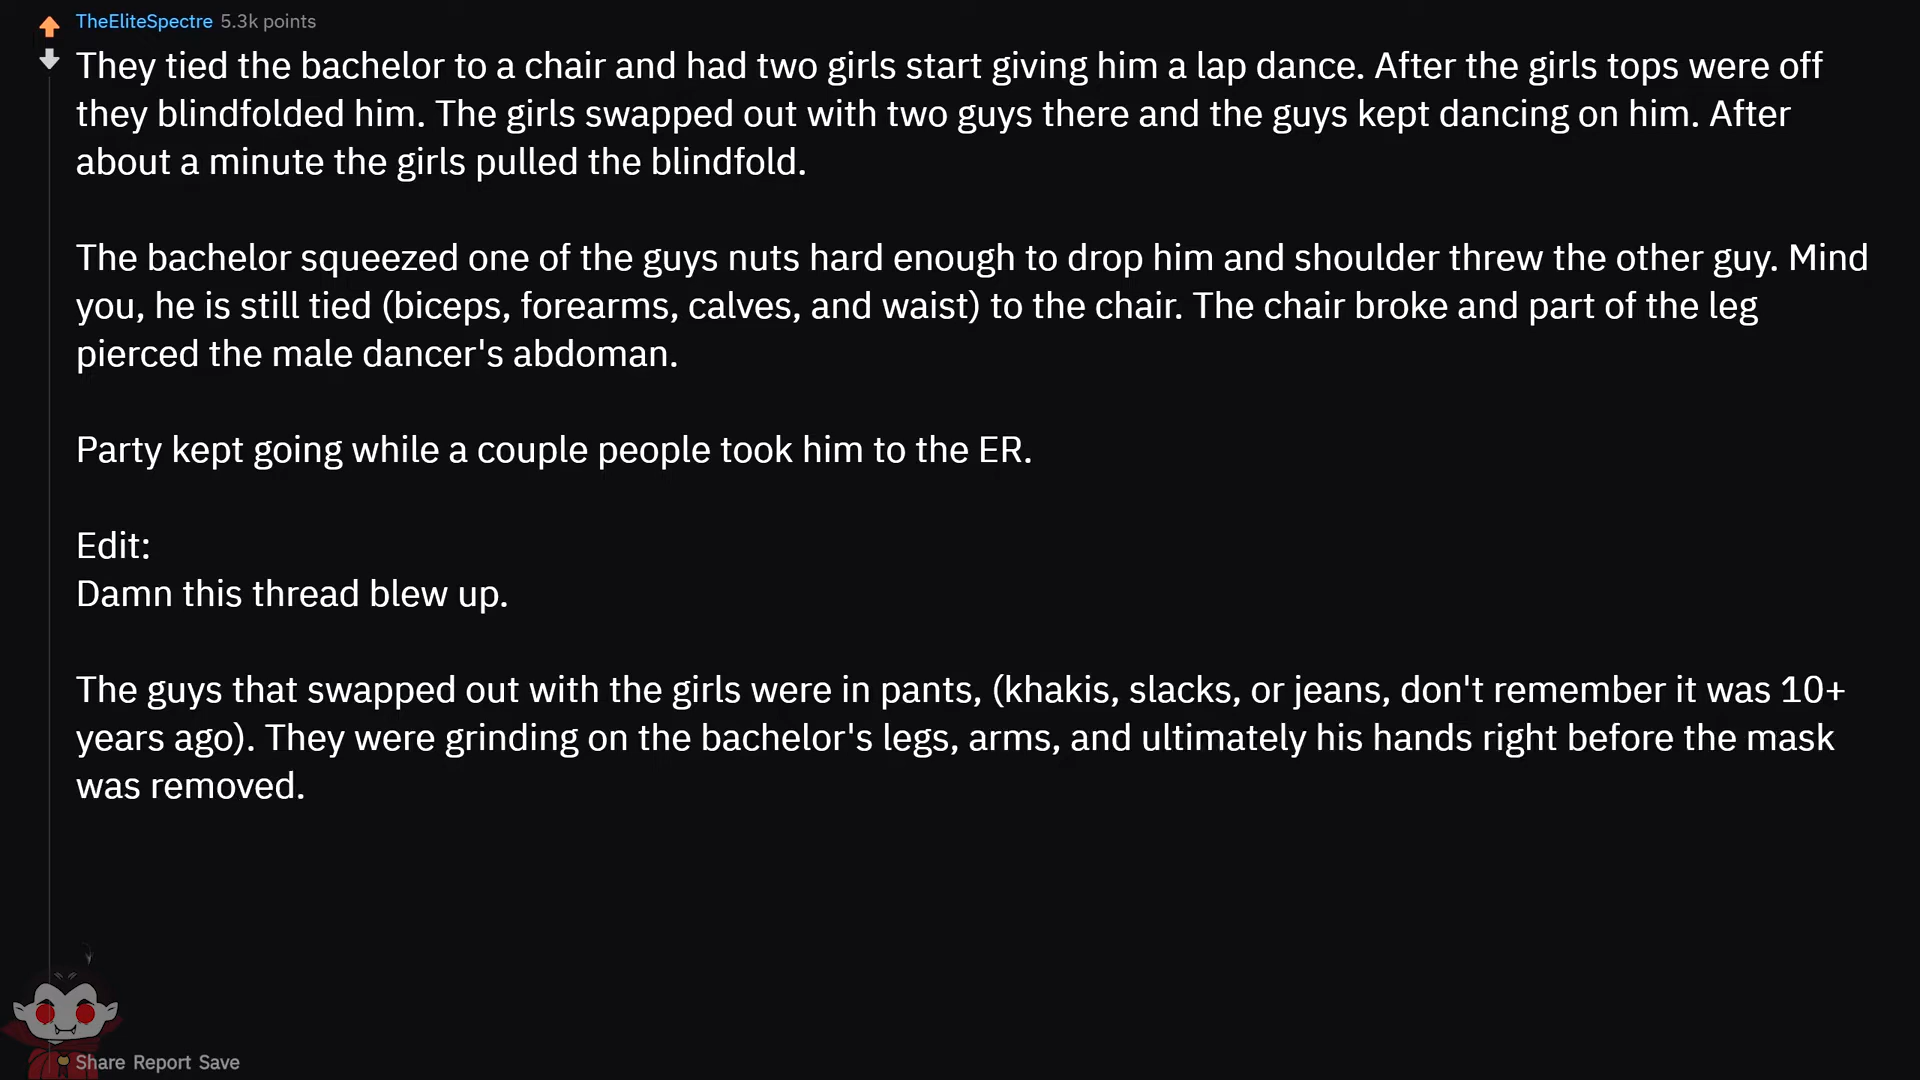 TheEliteSpectre 5.3k points
They tied the bachelor to a chair and had two girls start giving him a lap dance. After the girls tops were off
they blindfolded him. The girls swapped out with two guys there and the guys kept dancing on him. After
about a minute the girls pulled the blindfold.
The bachelor squeezed one of the guys nuts hard enough to drop him and shoulder threw the other guy. Mind
you, he is still tied (biceps, forearms, calves, and waist) to the chair. The chair broke and part of the leg
pierced the male dancer's abdoman.
Party kept going while a couple people took him to the ER.
Edit:
Damn this thread blew up.
The guys that swapped out with the girls were in pants, (khakis, slacks, or jeans, don't remember it was 10+
years ago). They were grinding on the bachelor's legs, arms, and ultimately his hands right before the mask
was removed.
Share Report Save